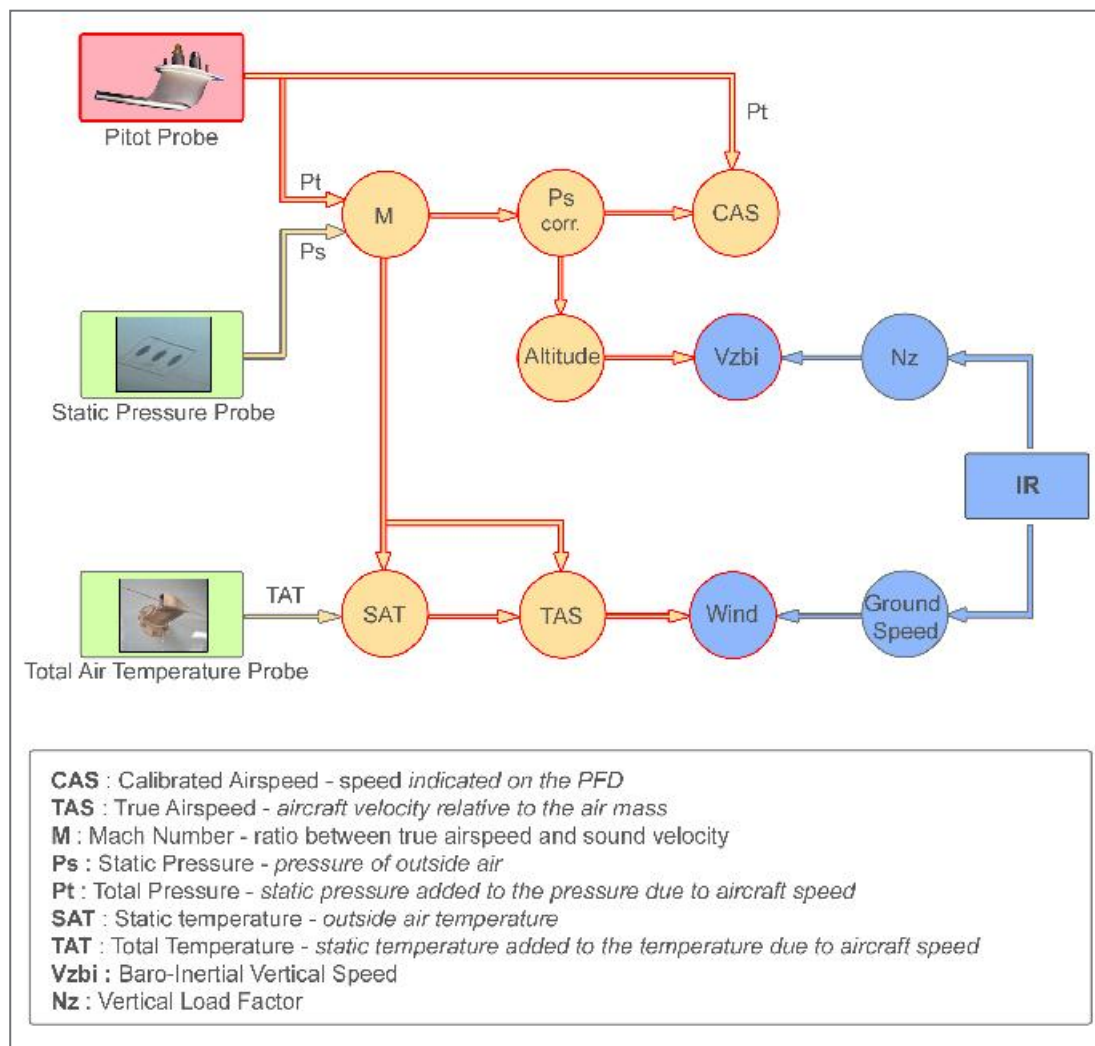 Pitot Probe
Pt
Pt
M
Ps
corr.
CAS
Ps
Static Pressure Probe
Altitude
Vzbi
Nz
IR
TAT
SAT
TAS
Wind
Ground
Speed
Total Air Temperature Probe
CAS : Calibrated Airspeed - speed indicated on the PFD
TAS : True Airspeed - aircraft velocity relative to the air mass
M : Mach Number - ratio between true airspeed and sound velocity
Ps : Static Pressure - pressure of outside air
Pt : Total Pressure - static pressure added to the pressure due to aircraft speed
SAT : Static temperature - outside air temperature
TAT : Total Temperature - static temperature added to the temperature due to aircraft speed
Vzbi : Baro-Inertial Vertical Speed
Nz : Vertical Load Factor